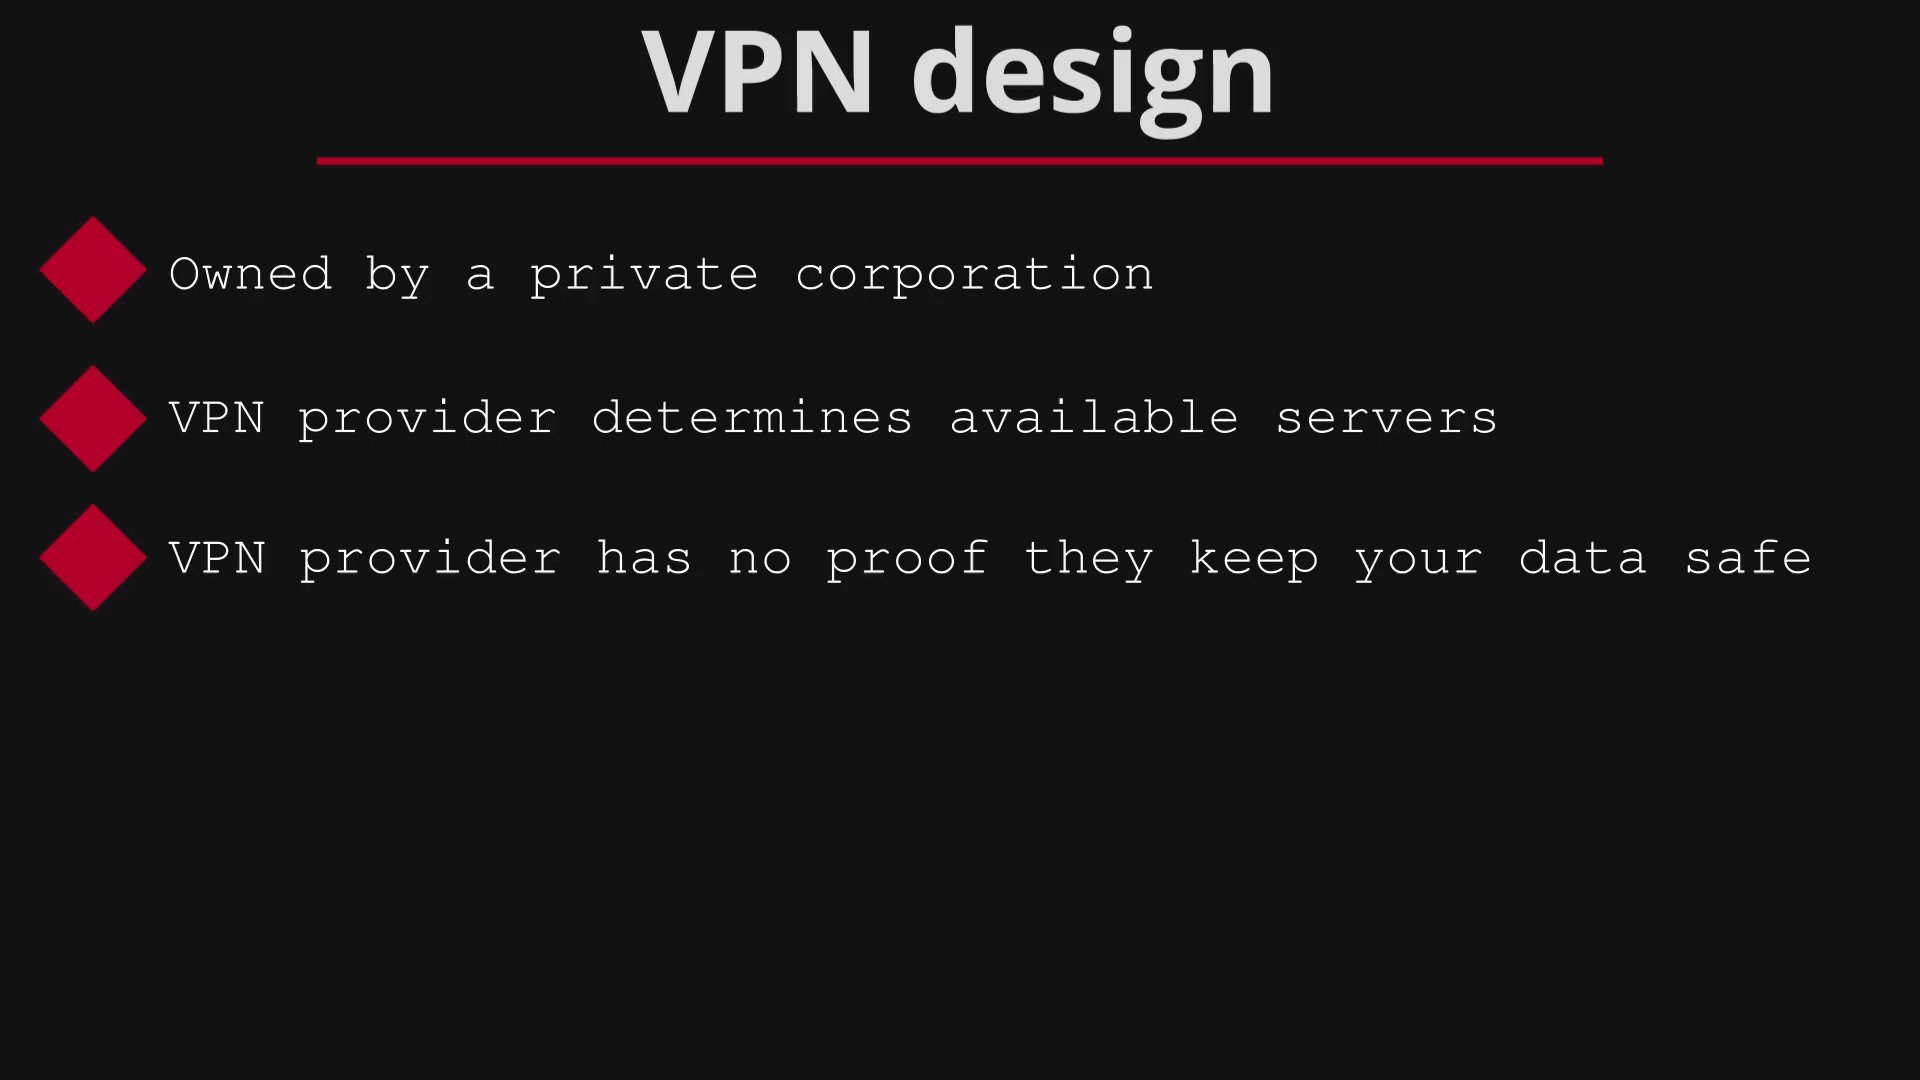 VPN design
Owned by a private corporation
VPN provider determines available servers
VPN provider has no proof they keep your data safe